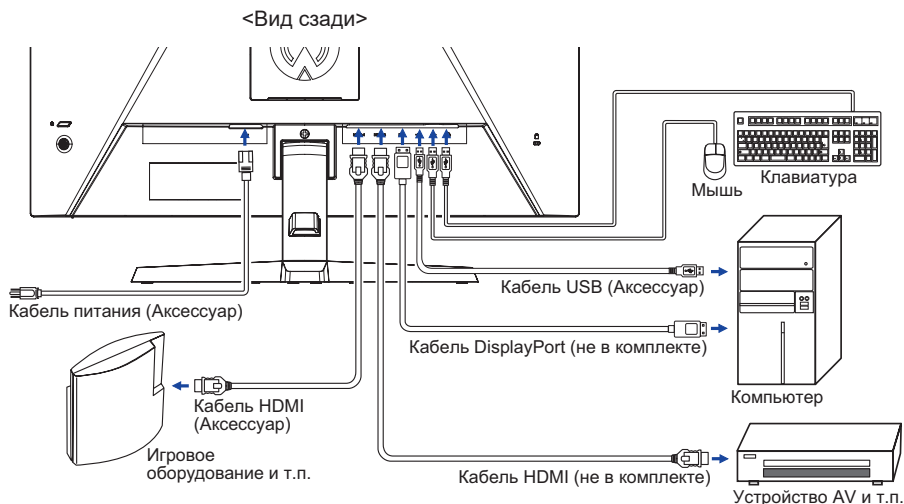 <Вид сзади>
Мышь
Клавиатура
Кабель USB (Аксессуар)
Кабель питания (Аксессуар)
Кабель DisplayPort (не в комплекте)
Компьютер
Кабель HDMI
(Аксессуар)
Игровое
оборудование и т.п.
Кабель HDMI (не в комплекте)
Устройство AV и т.п.